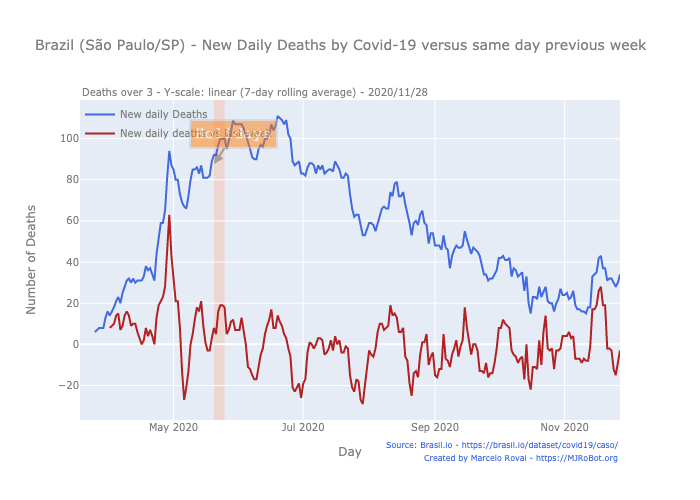 Brazil (São Paulo/SP) - New Daily Deaths by Covid-19 versus same day previous week
Deaths over 3 - Y-scale: linear (7-day rolling average) - 2020/11/28
New daily Deaths
New daily deaths
Number of Deaths
100
80
60
40
20
0
−20
May 2020
Jul 2020
Sep 2020
Nov 2020
Day
Source: Brasil.io - https://brasil.io/dataset/covid19/caso/
Created by Marcelo Rovai - https://MJRoBot.org